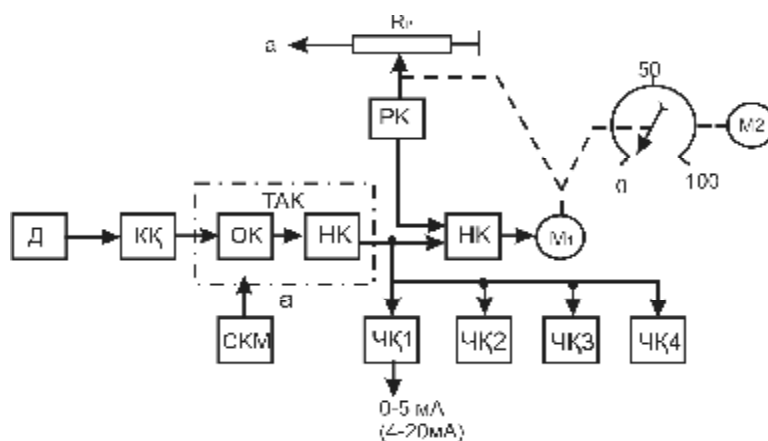 Rр
а
50
РК
М2
0
100
ТАК
Д
КҚ
ОК
НК
НК
М1
а
СКМ
ЧҚ1
ЧҚ2
ЧҚ3
ЧҚ4
0-5 мА
(4-20мА)